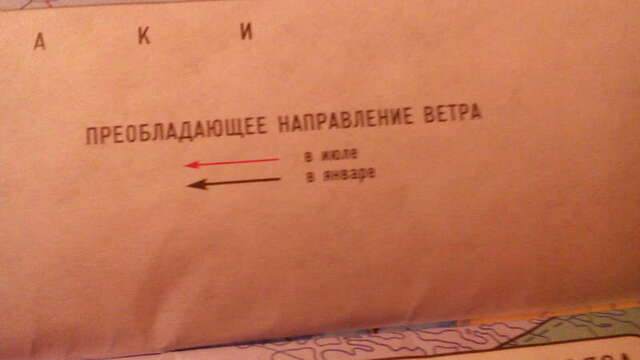 А К И
ПРЕОБЛАДАЮЩЕЕ НАПРАВЛЕНИЕ ВЕТРА
в июле
в январе